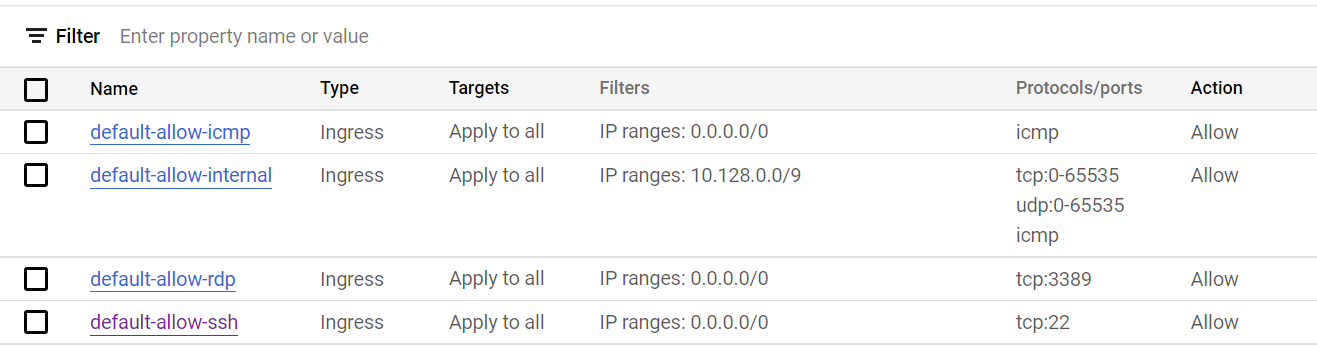 Filter Enter property name or value
Name Type Targets Filters Protocols/ports Action
default-allow-icmp Ingress Apply to all IP ranges: 0.0.0.0/0 icmp Allow
default-allow-internal Ingress Apply to all IP ranges: 10.128.0.0/9 tcp:0-65535 Allow
udp:0-65535
icmp
default-allow-rdp Ingress Apply to all IP ranges: 0.0.0.0/0 tcp:3389 Allow
default-allow-ssh Ingress Apply to all IP ranges: 0.0.0.0/0 tcp:22 Allow